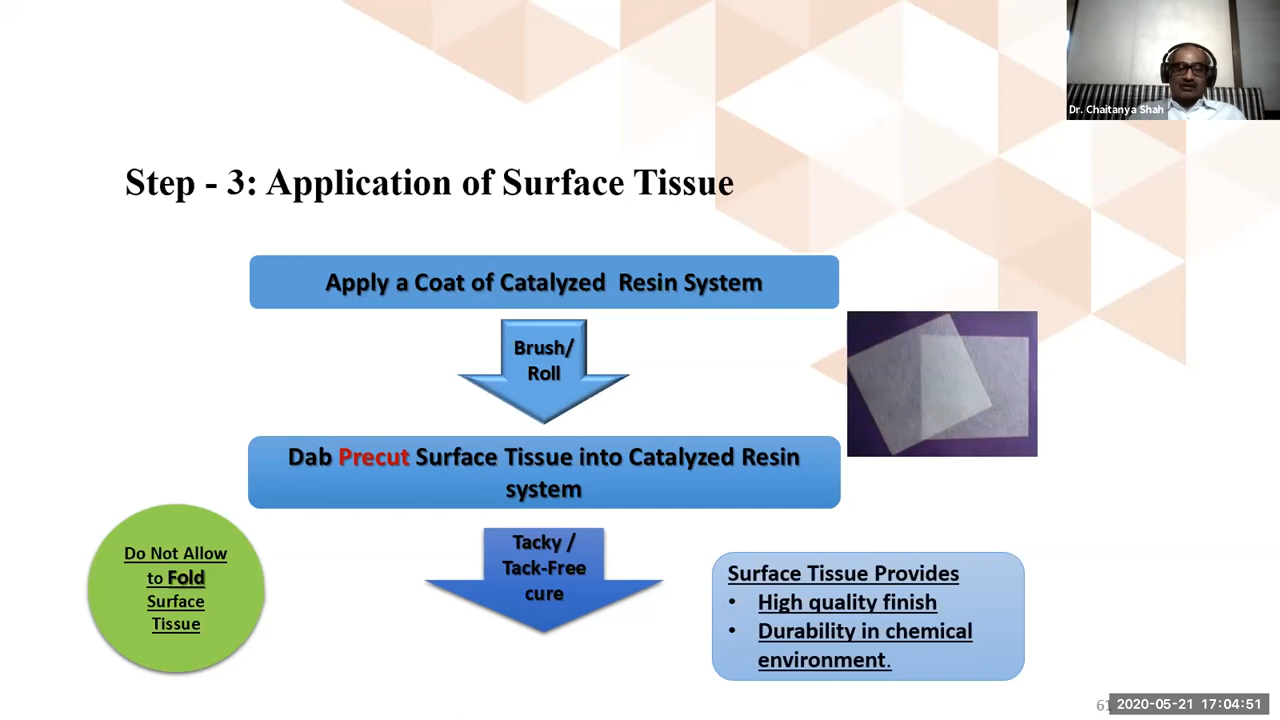 Dr. Chaitanya Shah
Step - 3: Application of Surface Tissue
Apply a Coat of Catalyzed Resin System
Brush/
Roll
Dab Precut Surface Tissue into Catalyzed Resin
system
Tacky /
Tack-Free
cure
Do Not Allow
to Fold
Surface
Tissue
Surface Tissue Provides
• High quality finish
• Durability in chemical
environment.
2020-05-21 17:04:51